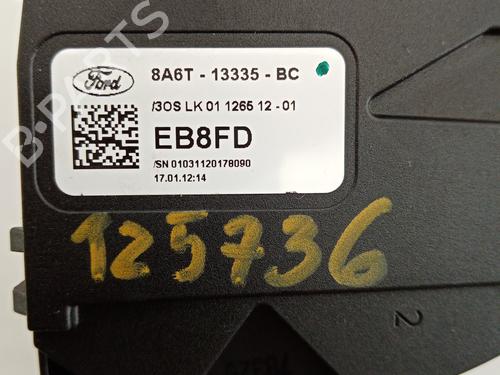 Ford
8A6T - 13335 - BC
/3OS LK 01 1265 12 - 01
EB8FD
/SN 01031120178090
17.01.12:14
125736
2
B-PARTS